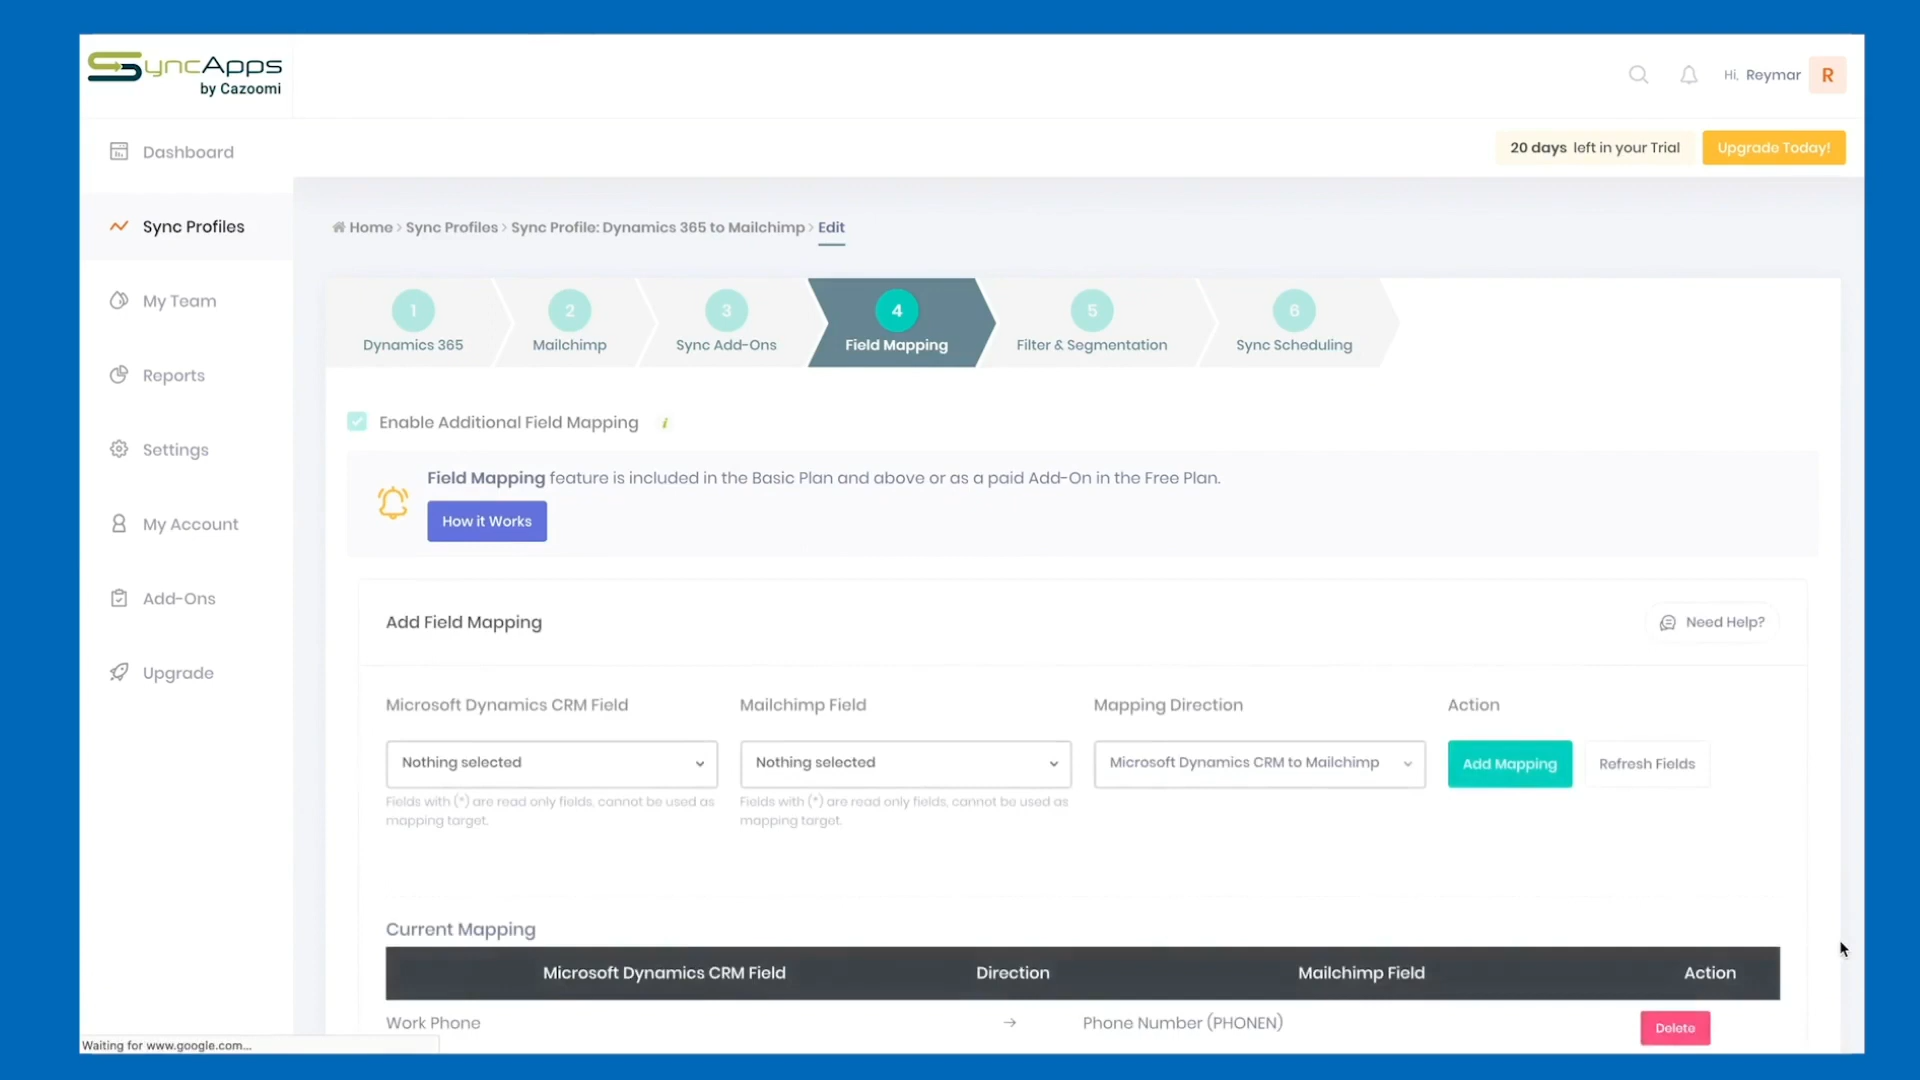 SyncApps
by Cazoomi
Hi, Reymar R
Dashboard
20 days left in your Trial
Upgrade Today!
Sync Profiles
Home > Sync Profiles > Sync Profile: Dynamics 365 to Mailchimp > Edit
My Team
1 2 3 4 5 6
Dynamics 365 Mailchimp Sync Add-Ons Field Mapping Filter & Segmentation Sync Scheduling
Reports
Enable Additional Field Mapping i
Settings
Field Mapping feature is included in the Basic Plan and above or as a paid Add-On in the Free Plan.
How it Works
My Account
Add-Ons
Add Field Mapping
Need Help?
Upgrade
Microsoft Dynamics CRM Field Mailchimp Field Mapping Direction Action
Nothing selected Nothing selected Microsoft Dynamics CRM to Mailchimp Add Mapping Refresh Fields
Fields with (*) are read only fields, cannot be used as
mapping target.
Fields with (*) are read only fields, cannot be used as
mapping target.
Current Mapping
Microsoft Dynamics CRM Field Direction Mailchimp Field Action
Work Phone → Phone Number (PHONEN) Delete
Waiting for www.google.com...